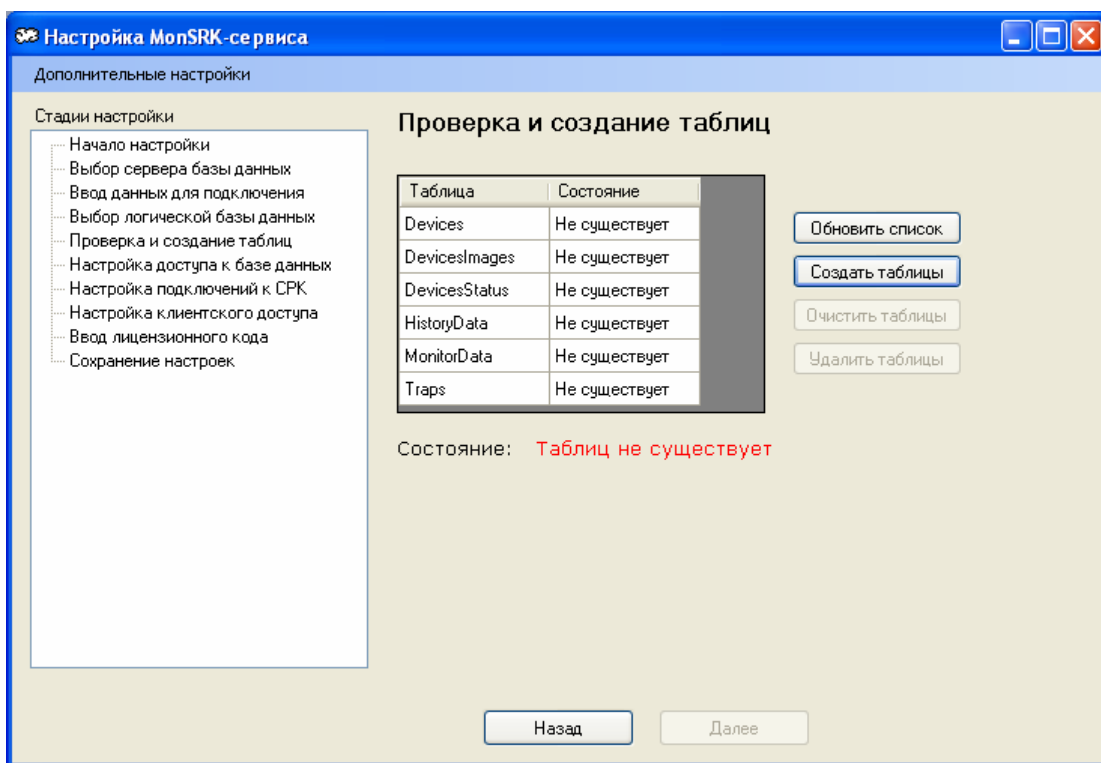 Настройка MonSRK-сервиса
Дополнительные настройки
Стадии настройки
Начало настройки
Выбор сервера базы данных
Ввод данных для подключения
Выбор логической базы данных
Проверка и создание таблиц
Настройка доступа к базе данных
Настройка подключений к СРК
Настройка клиентского доступа
Ввод лицензионного кода
Сохранение настроек
Проверка и создание таблиц
Таблица Состояние
Devices Не существует
DevicesImages Не существует
DevicesStatus Не существует
HistoryData Не существует
MonitorData Не существует
Traps Не существует
Обновить список
Создать таблицы
Очистить таблицы
Удалить таблицы
Состояние: Таблиц не существует
Назад Далее